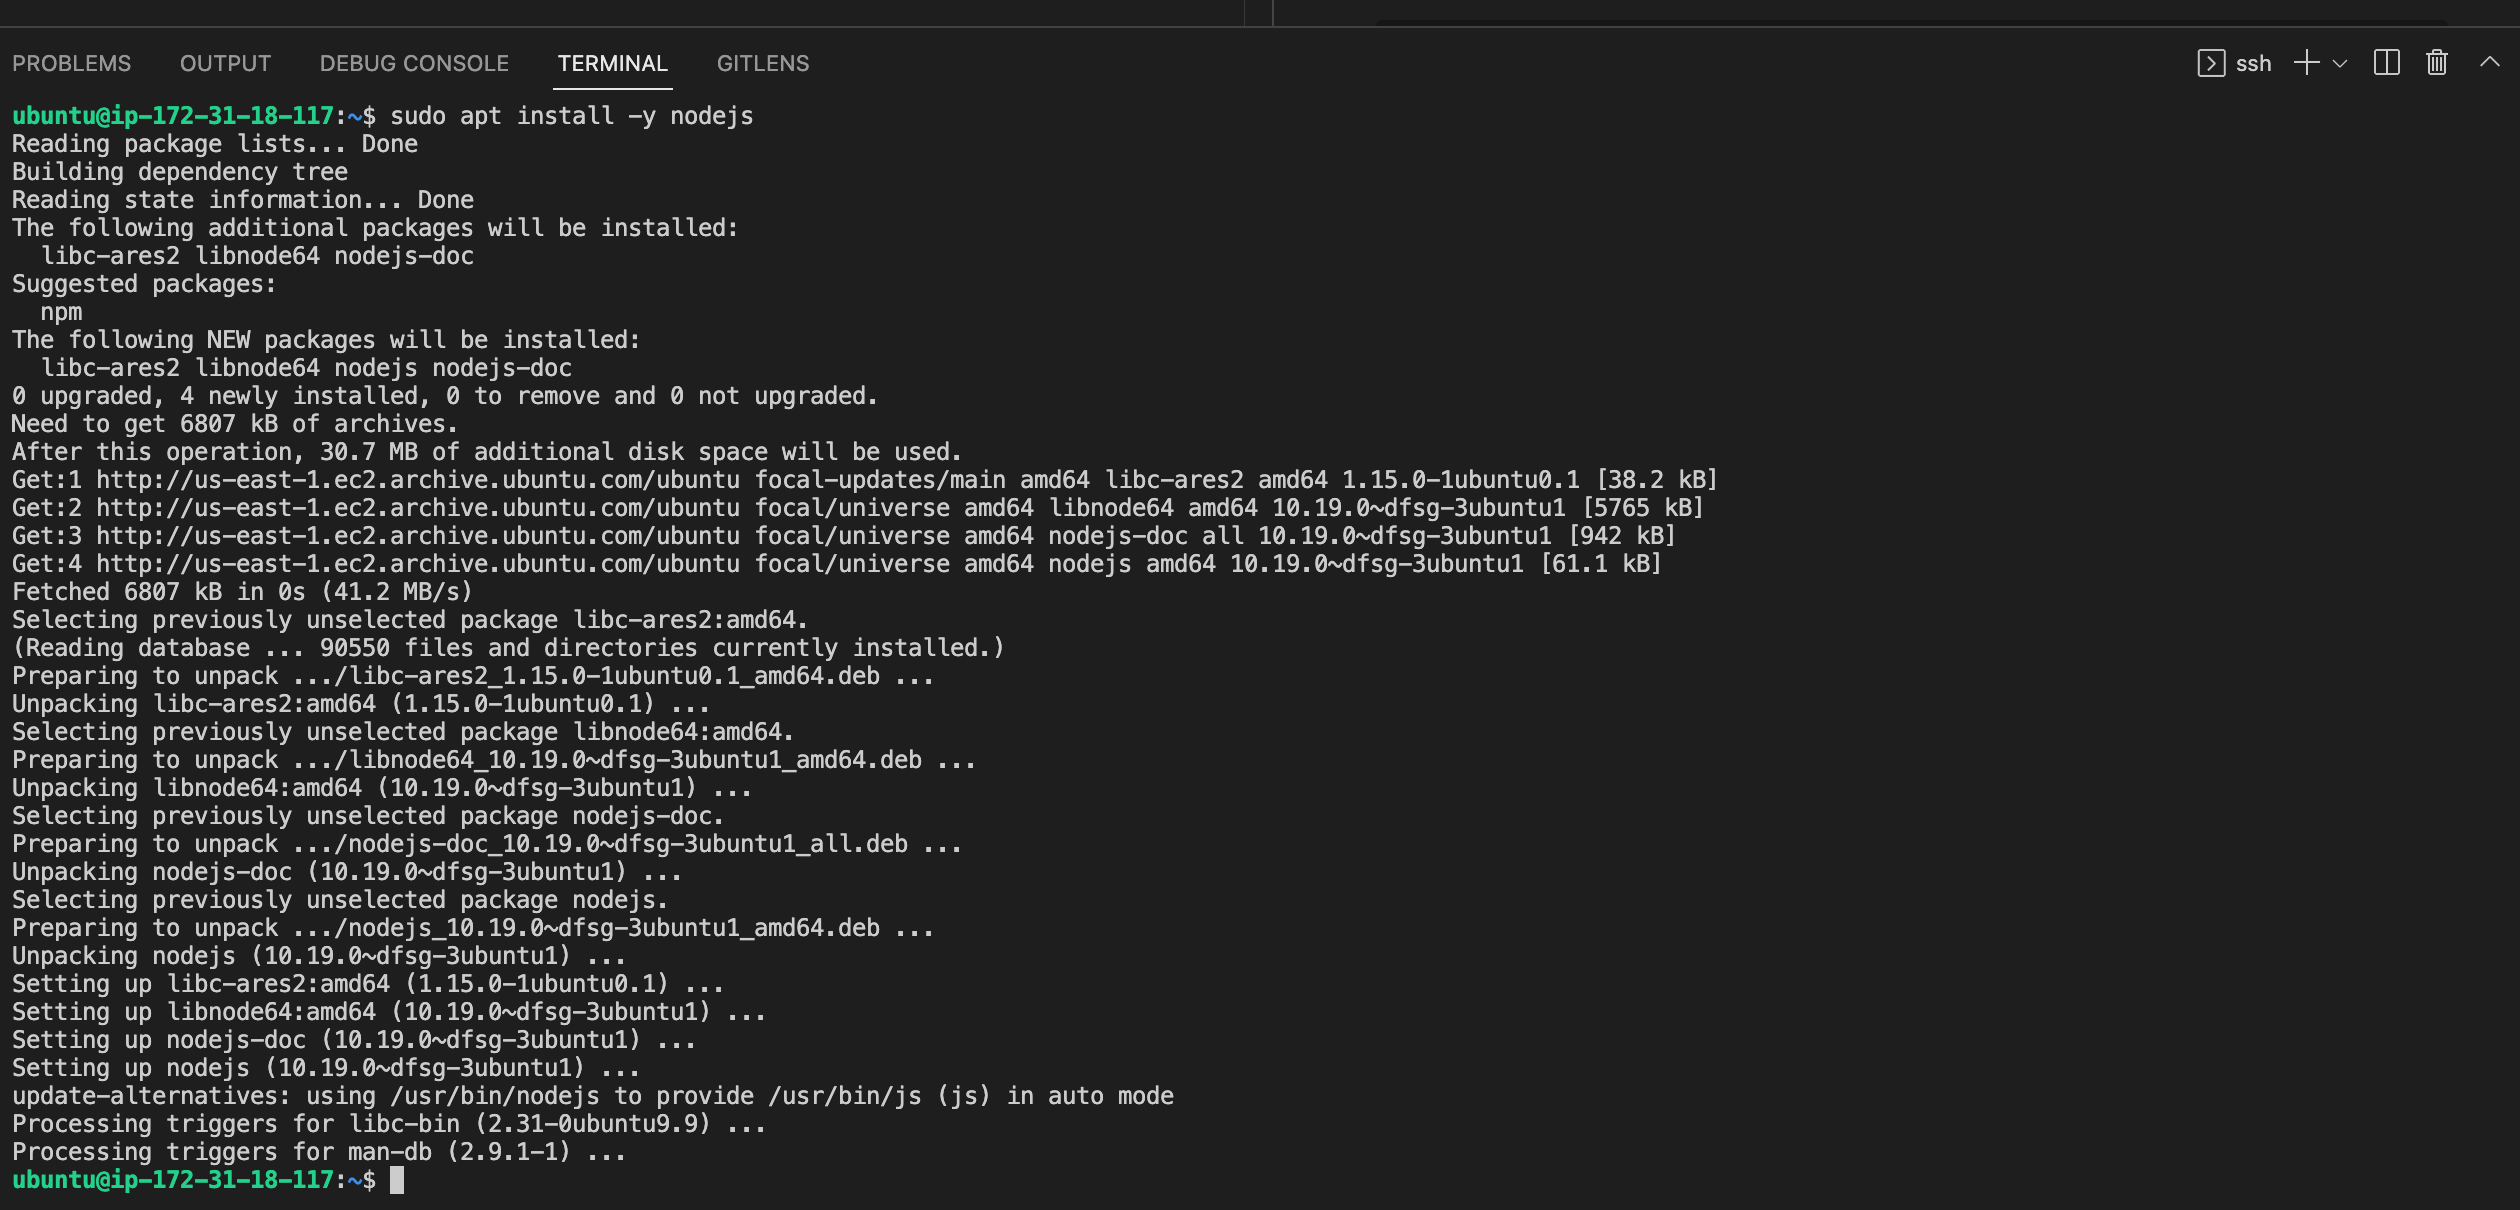 PROBLEMS OUTPUT DEBUG CONSOLE TERMINAL GITLENS ssh
ubuntu@ip-172-31-18-117:~$ sudo apt install -y nodejs
Reading package lists... Done
Building dependency tree
Reading state information... Done
The following additional packages will be installed:
  libc-ares2 libnode64 nodejs-doc
Suggested packages:
  npm
The following NEW packages will be installed:
  libc-ares2 libnode64 nodejs nodejs-doc
0 upgraded, 4 newly installed, 0 to remove and 0 not upgraded.
Need to get 6807 kB of archives.
After this operation, 30.7 MB of additional disk space will be used.
Get:1 http://us-east-1.ec2.archive.ubuntu.com/ubuntu focal-updates/main amd64 libc-ares2 amd64 1.15.0-1ubuntu0.1 [38.2 kB]
Get:2 http://us-east-1.ec2.archive.ubuntu.com/ubuntu focal/universe amd64 libnode64 amd64 10.19.0~dfsg-3ubuntu1 [5765 kB]
Get:3 http://us-east-1.ec2.archive.ubuntu.com/ubuntu focal/universe amd64 nodejs-doc all 10.19.0~dfsg-3ubuntu1 [942 kB]
Get:4 http://us-east-1.ec2.archive.ubuntu.com/ubuntu focal/universe amd64 nodejs amd64 10.19.0~dfsg-3ubuntu1 [61.1 kB]
Fetched 6807 kB in 0s (41.2 MB/s)
Selecting previously unselected package libc-ares2:amd64.
(Reading database ... 90550 files and directories currently installed.)
Preparing to unpack .../libc-ares2_1.15.0-1ubuntu0.1_amd64.deb ...
Unpacking libc-ares2:amd64 (1.15.0-1ubuntu0.1) ...
Selecting previously unselected package libnode64:amd64.
Preparing to unpack .../libnode64_10.19.0~dfsg-3ubuntu1_amd64.deb ...
Unpacking libnode64:amd64 (10.19.0~dfsg-3ubuntu1) ...
Selecting previously unselected package nodejs-doc.
Preparing to unpack .../nodejs-doc_10.19.0~dfsg-3ubuntu1_all.deb ...
Unpacking nodejs-doc (10.19.0~dfsg-3ubuntu1) ...
Selecting previously unselected package nodejs.
Preparing to unpack .../nodejs_10.19.0~dfsg-3ubuntu1_amd64.deb ...
Unpacking nodejs (10.19.0~dfsg-3ubuntu1) ...
Setting up libc-ares2:amd64 (1.15.0-1ubuntu0.1) ...
Setting up libnode64:amd64 (10.19.0~dfsg-3ubuntu1) ...
Setting up nodejs-doc (10.19.0~dfsg-3ubuntu1) ...
Setting up nodejs (10.19.0~dfsg-3ubuntu1) ...
update-alternatives: using /usr/bin/nodejs to provide /usr/bin/js (js) in auto mode
Processing triggers for libc-bin (2.31-0ubuntu9.9) ...
Processing triggers for man-db (2.9.1-1) ...
ubuntu@ip-172-31-18-117:~$